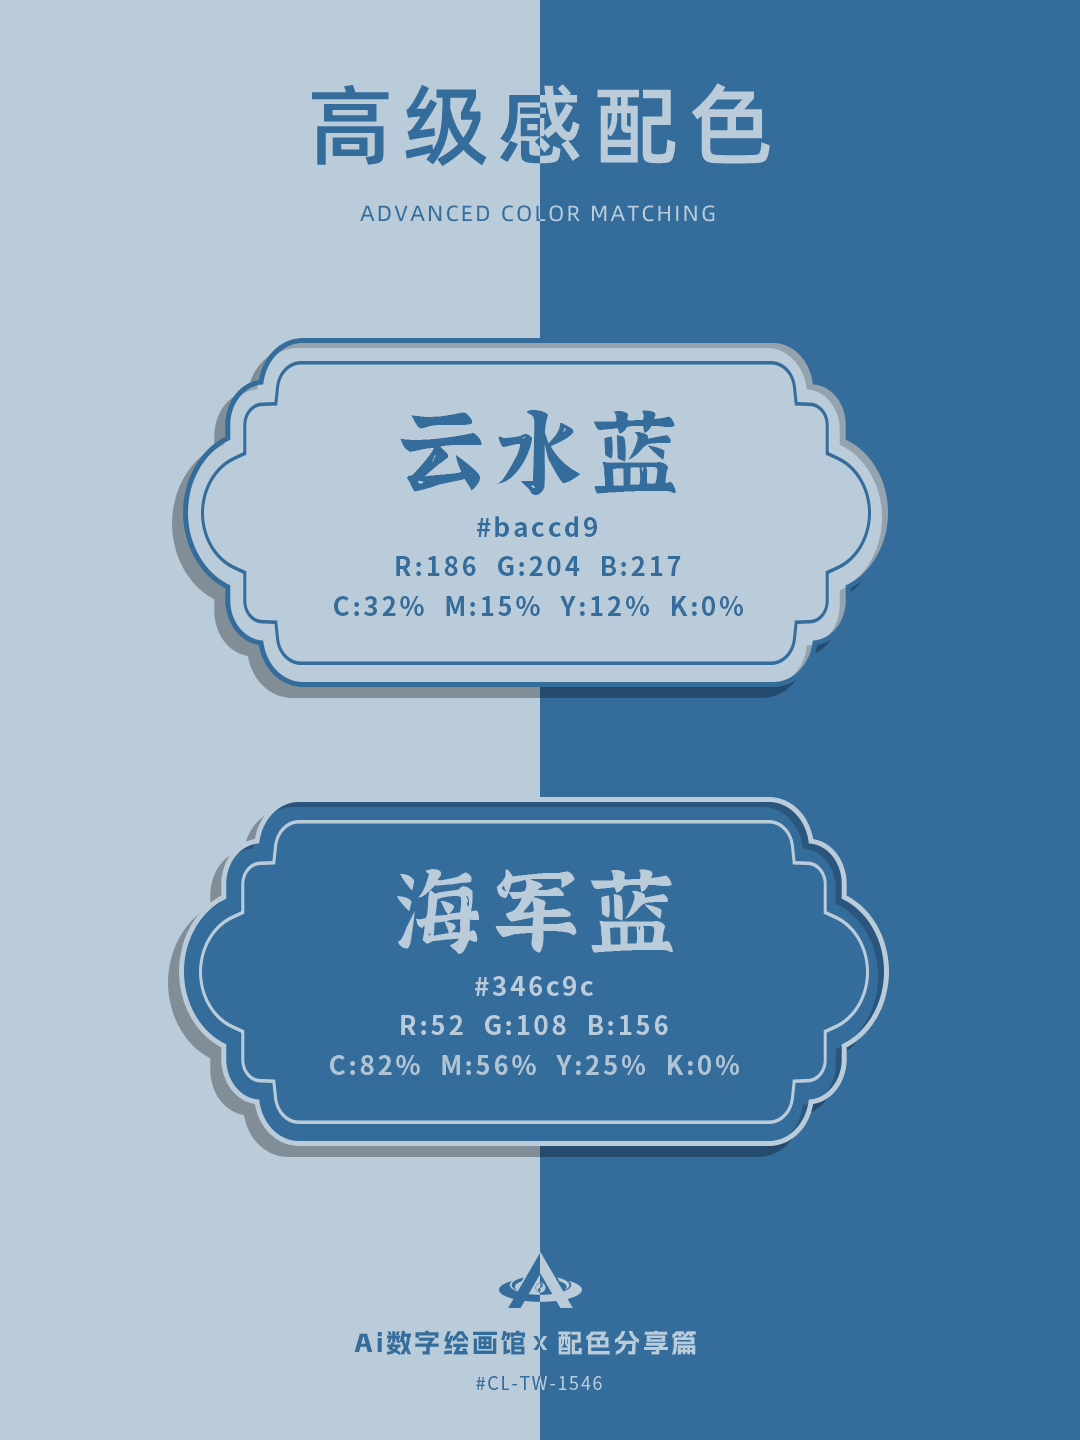 高级感配色
ADVANCED COLOR MATCHING
云水蓝
#baccd9
R:186 G:204 B:217
C:32% M:15% Y:12% K:0%
海军蓝
#346c9c
R:52 G:108 B:156
C:82% M:56% Y:25% K:0%
Ai数字绘画馆 x 配色分享篇
#CL-TW-1546